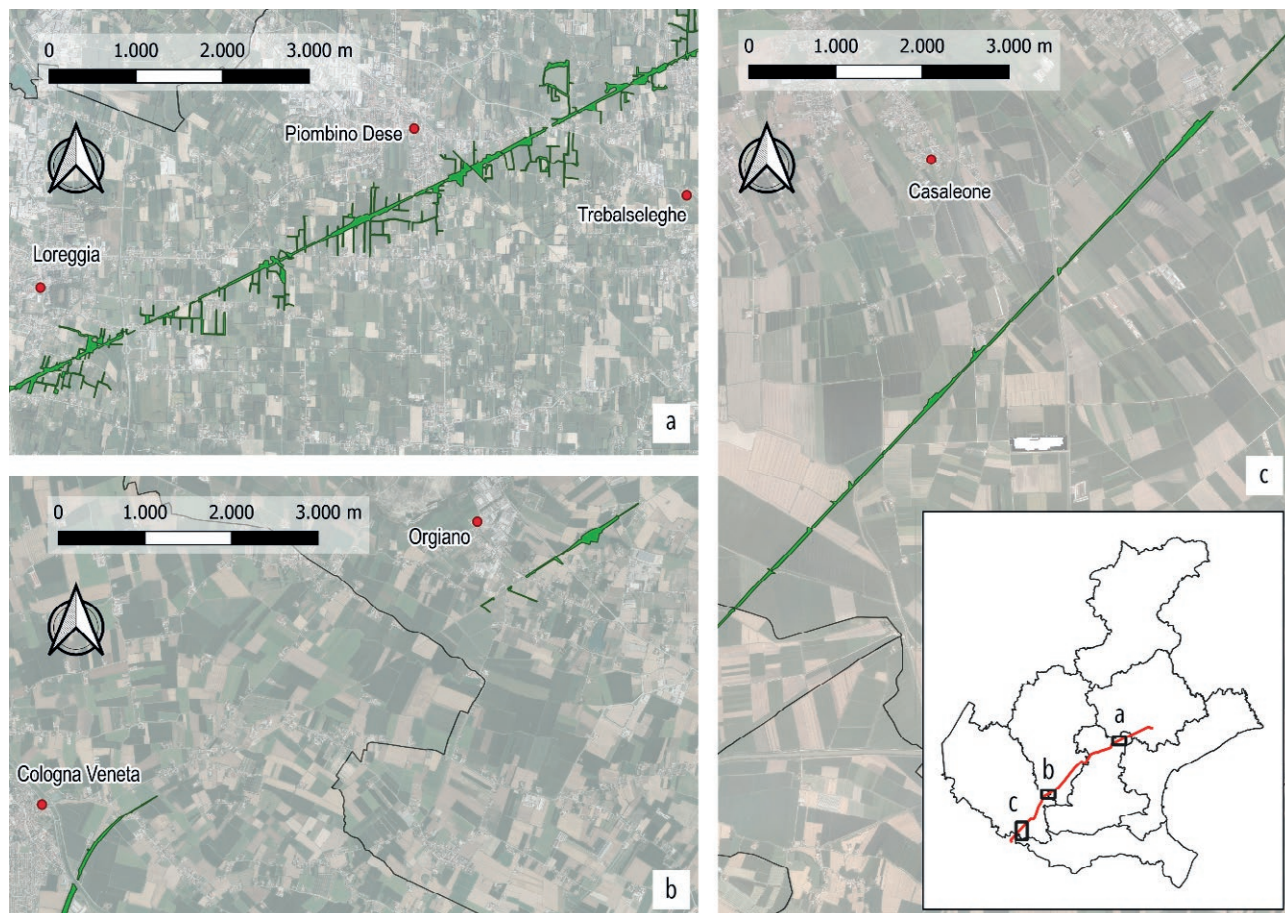 0 1.000 2.000 3.000 m
Piombino Dese
Trebalseleghe
Loreggia
a
0 1.000 2.000 3.000 m
Orgiano
Cologna Veneta
b
0 1.000 2.000 3.000 m
Casaleone
c
a
b
c